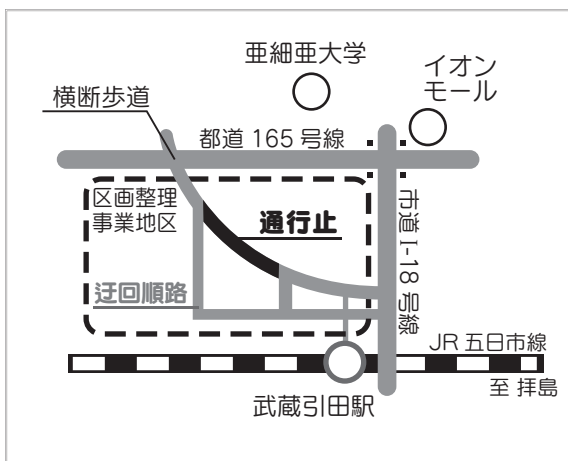 亜細亜大学
イオン
モール
横断歩道
都道 165 号線
区画整理
事業地区
通行止
市道 I-18 号線
迂回順路
JR 五日市線
至 拝島
武蔵引田駅